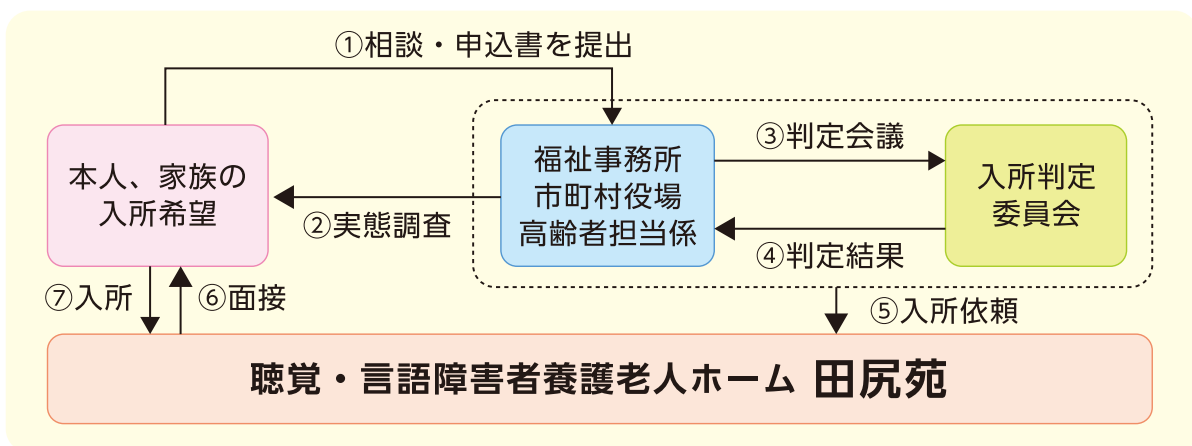 ①相談・申込書を提出
本人、家族の
入所希望
②実態調査
福祉事務所
市町村役場
高齢者担当係
③判定会議
入所判定
委員会
④判定結果
⑤入所依頼
⑥面接
⑦入所
聴覚・言語障害者養護老人ホーム 田尻苑